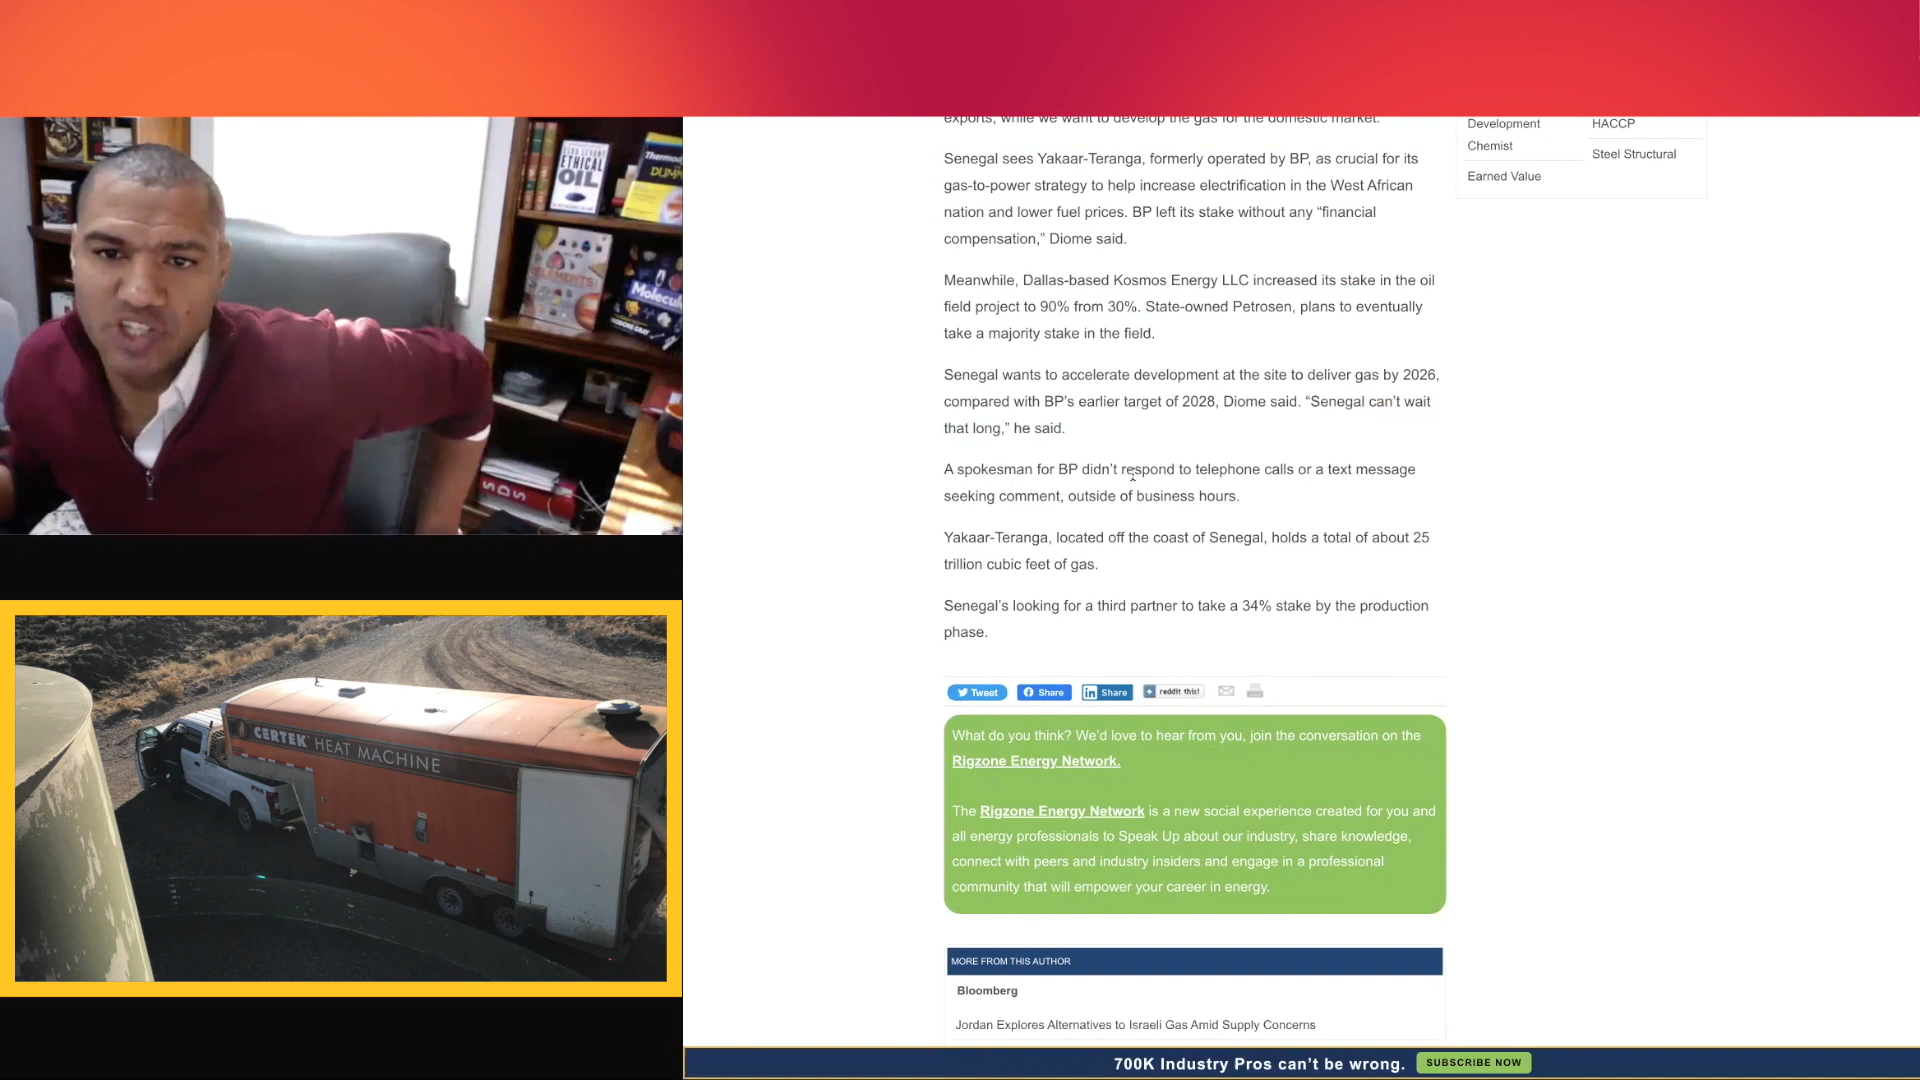 ETHICAL
OIL
Thermod
DUMMIES
ELEMENTS
Molecul
SDS
CERTEK HEAT MACHINE
exports, while we want to develop the gas for the domestic market.
Senegal sees Yakaar-Teranga, formerly operated by BP, as crucial for its
gas-to-power strategy to help increase electrification in the West African
nation and lower fuel prices. BP left its stake without any “financial
compensation,” Diome said.
Meanwhile, Dallas-based Kosmos Energy LLC increased its stake in the oil
field project to 90% from 30%. State-owned Petrosen, plans to eventually
take a majority stake in the field.
Senegal wants to accelerate development at the site to deliver gas by 2026,
compared with BP’s earlier target of 2028, Diome said. “Senegal can’t wait
that long,” he said.
A spokesman for BP didn’t respond to telephone calls or a text message
seeking comment, outside of business hours.
Yakaar-Teranga, located off the coast of Senegal, holds a total of about 25
trillion cubic feet of gas.
Senegal’s looking for a third partner to take a 34% stake by the production
phase.
Tweet Share Share reddit this!
What do you think? We’d love to hear from you, join the conversation on the
Rigzone Energy Network.
The Rigzone Energy Network is a new social experience created for you and
all energy professionals to Speak Up about our industry, share knowledge,
connect with peers and industry insiders and engage in a professional
community that will empower your career in energy.
MORE FROM THIS AUTHOR
Bloomberg
Jordan Explores Alternatives to Israeli Gas Amid Supply Concerns
Development
Chemist
Earned Value
HACCP
Steel Structural
700K Industry Pros can’t be wrong. SUBSCRIBE NOW